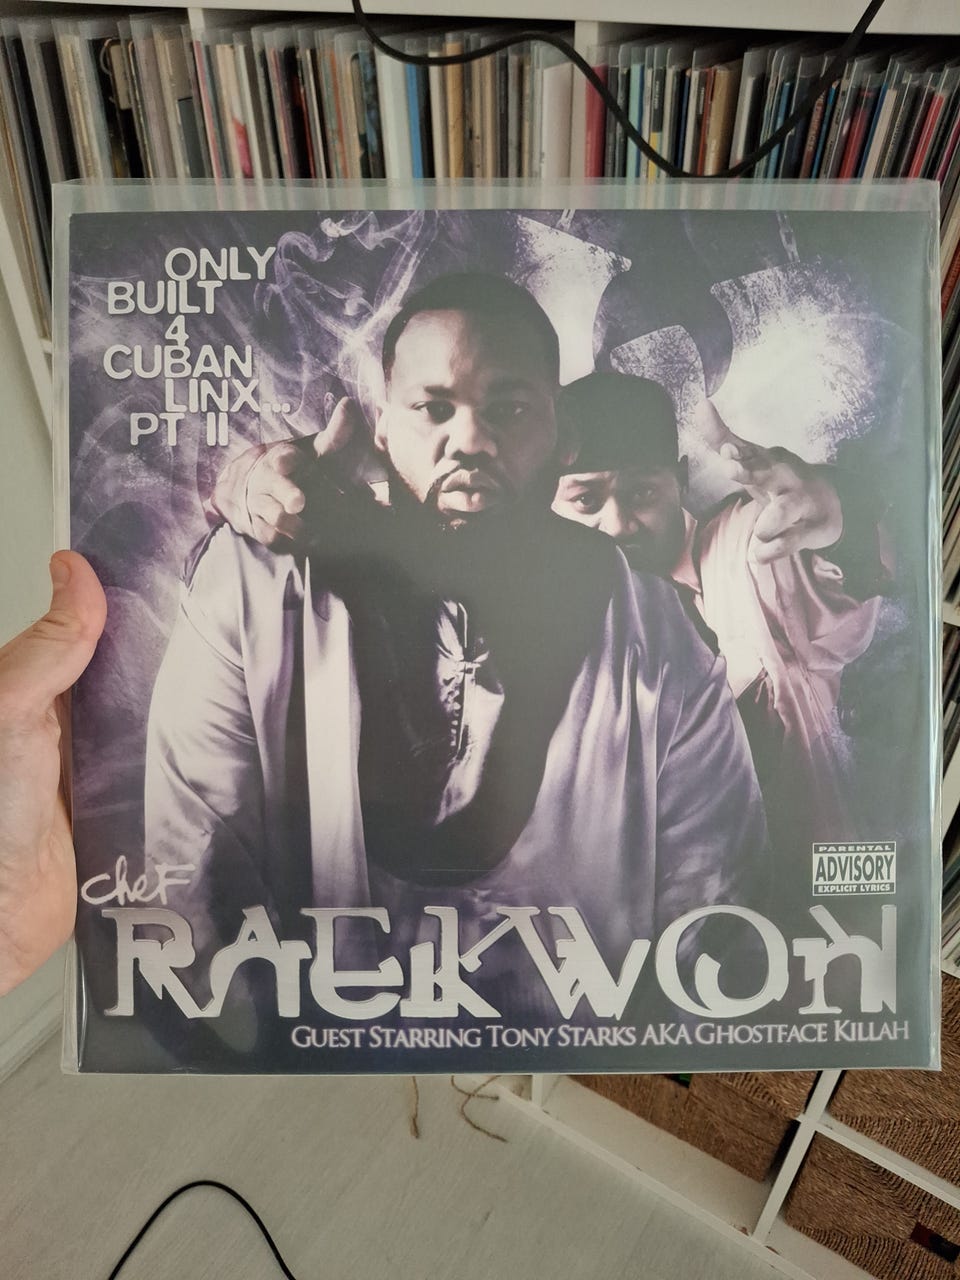 ONLY
BUILT
4
CUBAN
LINX...
PT II
PARENTAL
ADVISORY
EXPLICIT LYRICS
cheF
RAEKWON
GUEST STARRING TONY STARKS AKA GHOSTFACE KILLAH